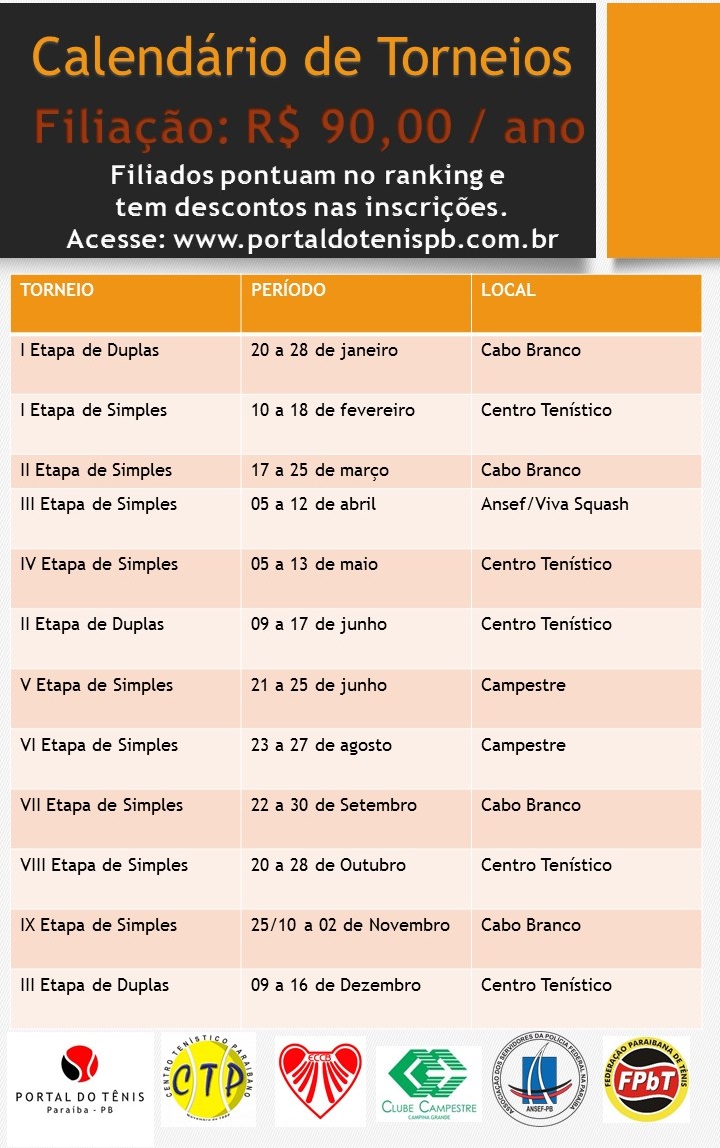 Calendário de Torneios
Filiação: R$ 90,00 / ano
Filiados pontuam no ranking e
tem descontos nas inscrições.
Acesse: www.portaldotenispb.com.br
TORNEIO PERÍODO LOCAL
I Etapa de Duplas 20 a 28 de janeiro Cabo Branco
I Etapa de Simples 10 a 18 de fevereiro Centro Tenístico
II Etapa de Simples 17 a 25 de março Cabo Branco
III Etapa de Simples 05 a 12 de abril Ansef/Viva Squash
IV Etapa de Simples 05 a 13 de maio Centro Tenístico
II Etapa de Duplas 09 a 17 de junho Centro Tenístico
V Etapa de Simples 21 a 25 de junho Campestre
VI Etapa de Simples 23 a 27 de agosto Campestre
VII Etapa de Simples 22 a 30 de Setembro Cabo Branco
VIII Etapa de Simples 20 a 28 de Outubro Centro Tenístico
IX Etapa de Simples 25/10 a 02 de Novembro Cabo Branco
III Etapa de Duplas 09 a 16 de Dezembro Centro Tenístico
PORTAL DO TÊNIS
Paraíba - PB
CENTRO TENÍSTICO PARAIBANO
CTP
ECCB
CLUBE CAMPESTRE
CAMPINA GRANDE
ASSOCIAÇÃO DOS SERVIDORES DA POLÍCIA FEDERAL NA PARAÍBA
ANSEF-PB
FEDERAÇÃO PARAIBANA DE TÊNIS
FPbT